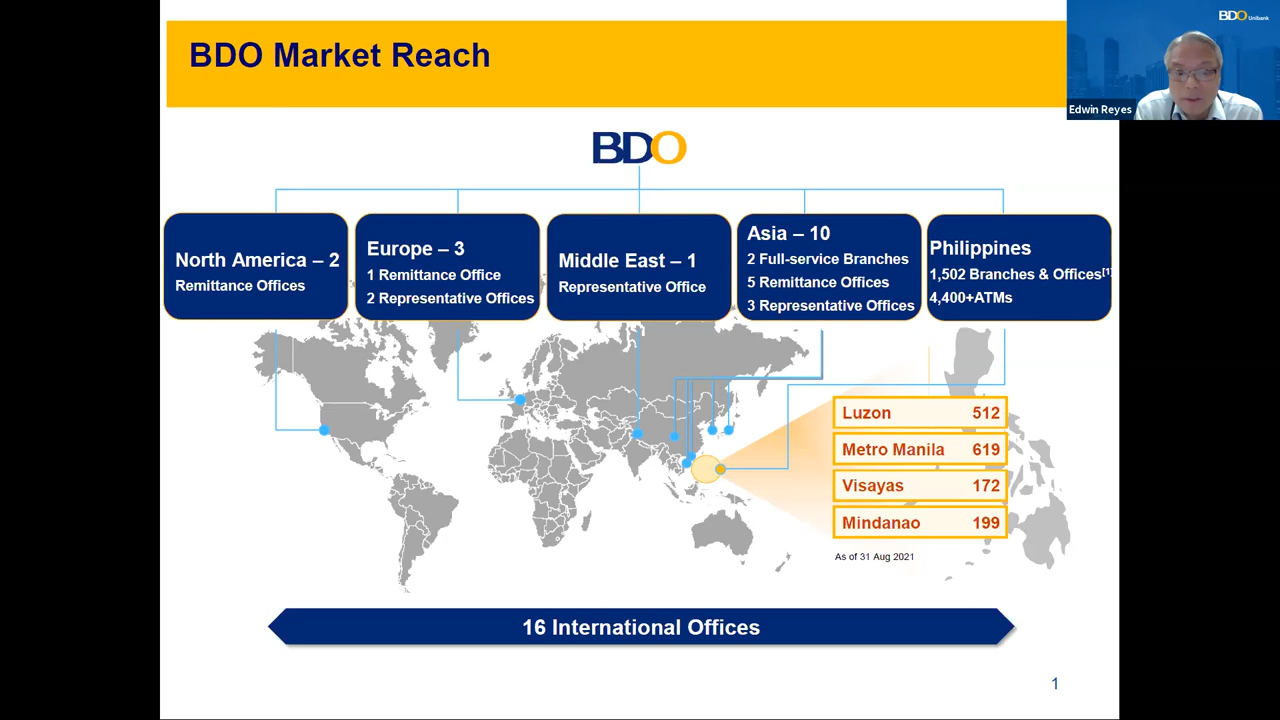 BDO Market Reach
BDO Unibank
Edwin Reyes
BDO
North America – 2
Remittance Offices
Europe – 3
1 Remittance Office
2 Representative Offices
Middle East – 1
Representative Office
Asia – 10
2 Full-service Branches
5 Remittance Offices
3 Representative Offices
Philippines
1,502 Branches & Offices[1]
4,400+ATMs
Luzon 512
Metro Manila 619
Visayas 172
Mindanao 199
As of 31 Aug 2021
16 International Offices
1